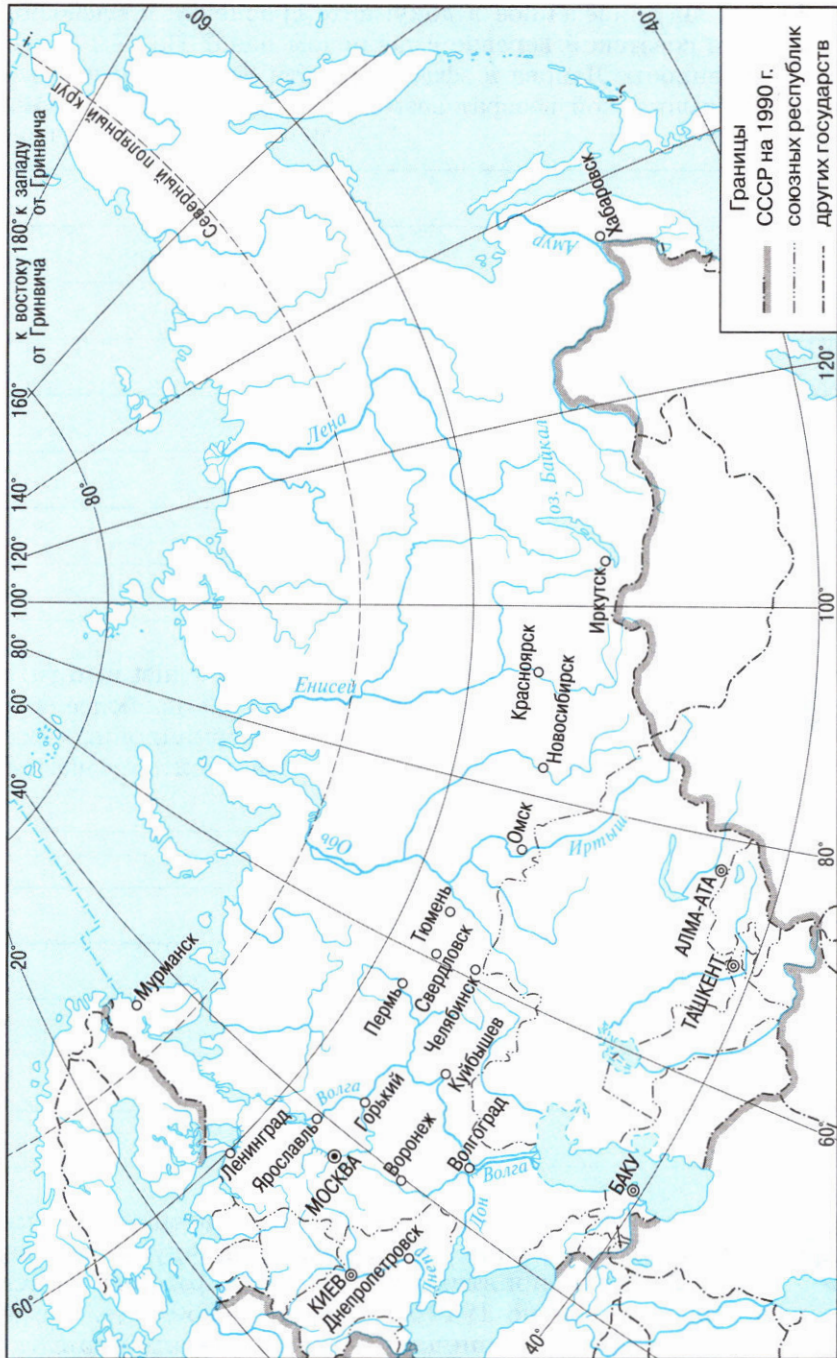 к востоку 180° к западу
от Гринвича от Гринвича
160°
140°
120°
100°
80°
60°
40°
20°
60°
80°
60°
40°
Северный полярный круг
Мурманск
Ленинград
Ярославль
МОСКВА
Волга
Горький
Воронеж
Волгоград
Волга
Дон
КИЕВ
Днепропетровск
Днепр
Пермь
Свердловск
Тюмень
Челябинск
Куйбышев
БАКУ
ТАШКЕНТ
АЛМА-АТА
Обь
Омск
Иртыш
Енисей
Новосибирск
Красноярск
Иркутск
оз. Байкал
Лена
Амур
Хабаровск
40°
60°
80°
100°
120°
Границы
СССР на 1990 г.
союзных республик
других государств